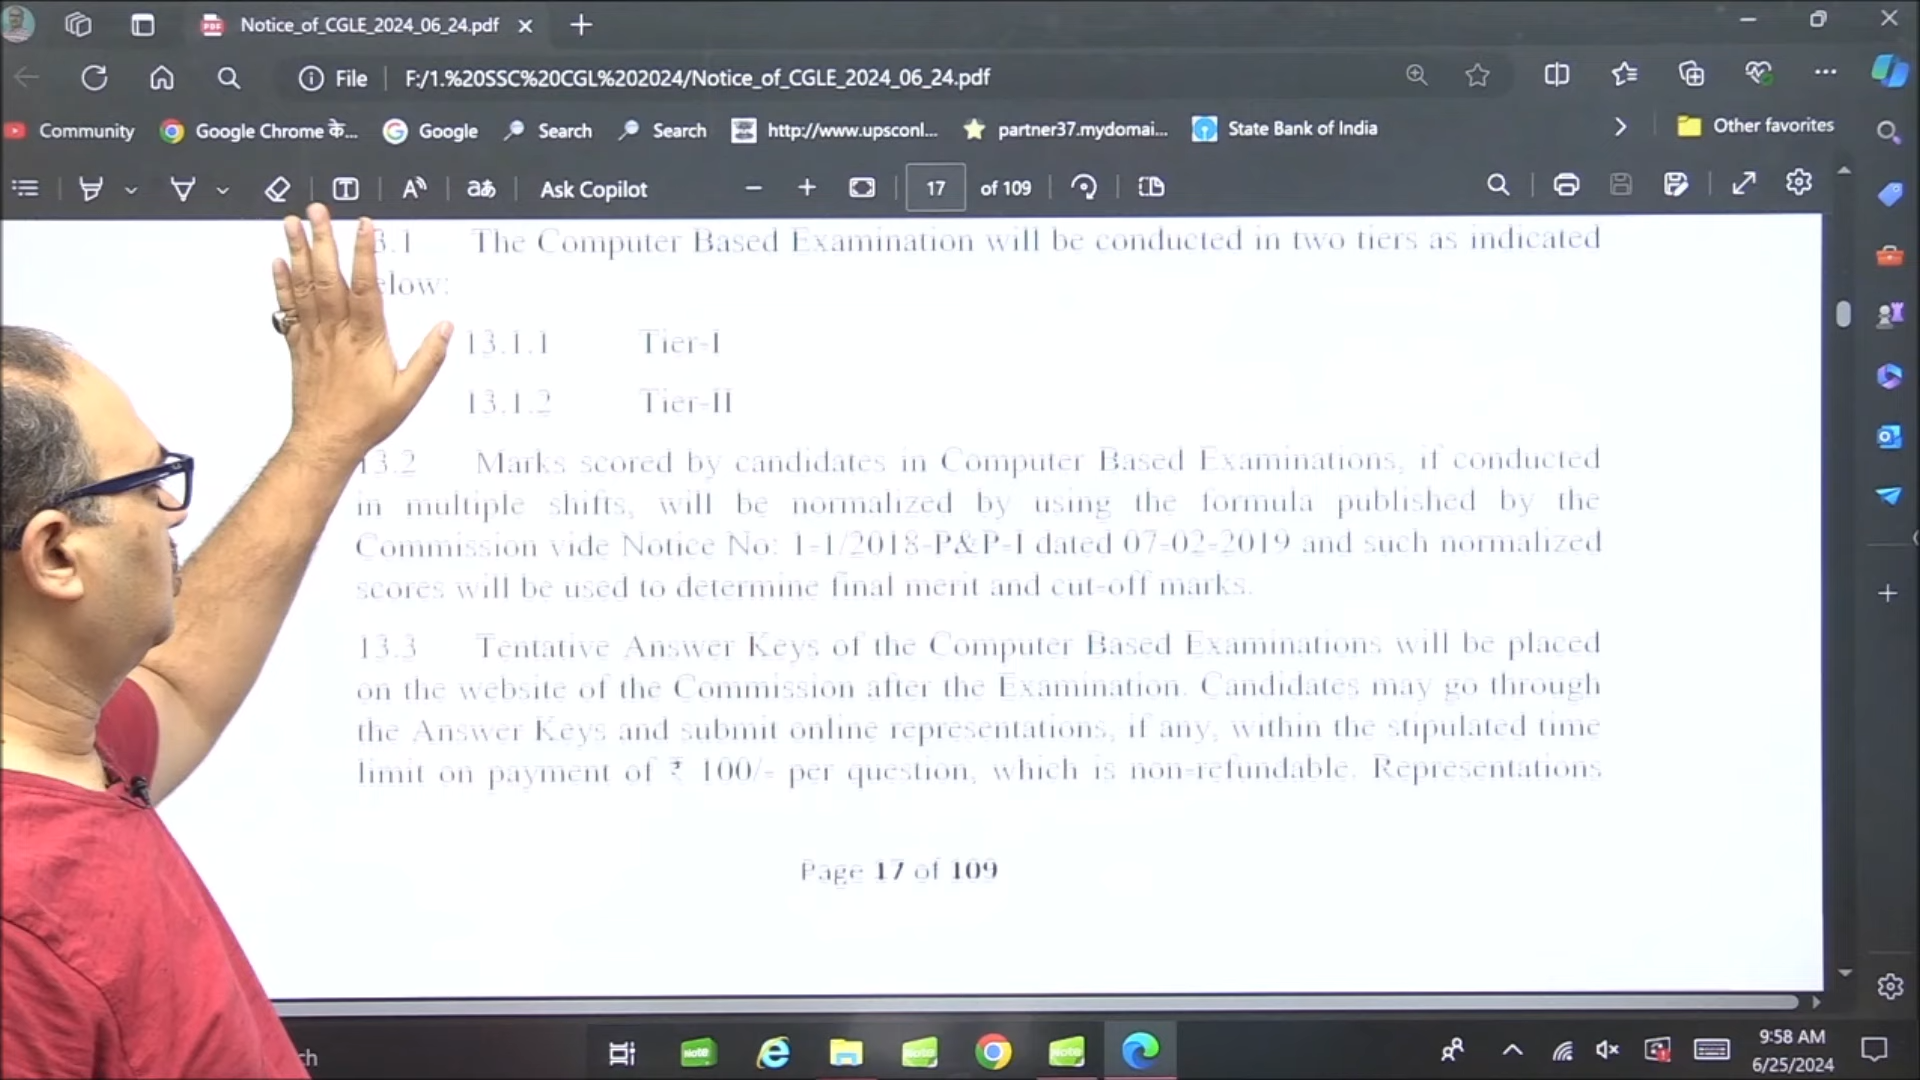 Notice_of_CGLE_2024_06_24.pdf
File
F:/1.%20SSC%20CGL%202024/Notice_of_CGLE_2024_06_24.pdf
Community
Google Chrome के...
Google
Search
Search
http://www.upsconl...
partner37.mydomai...
State Bank of India
Other favorites
Ask Copilot
17
of 109
3.1 The Computer Based Examination will be conducted in two tiers as indicated
elow:
13.1.1 Tier-I
13.1.2 Tier-II
13.2 Marks scored by candidates in Computer Based Examinations, if conducted
in multiple shifts, will be normalized by using the formula published by the
Commission vide Notice No: 1-1/2018-P&P-I dated 07-02-2019 and such normalized
scores will be used to determine final merit and cut-off marks.
13.3 Tentative Answer Keys of the Computer Based Examinations will be placed
on the website of the Commission after the Examination. Candidates may go through
the Answer Keys and submit online representations, if any, within the stipulated time
limit on payment of ₹ 100/- per question, which is non-refundable. Representations
Page 17 of 109
ch
Note
Note
Note
9:58 AM
6/25/2024